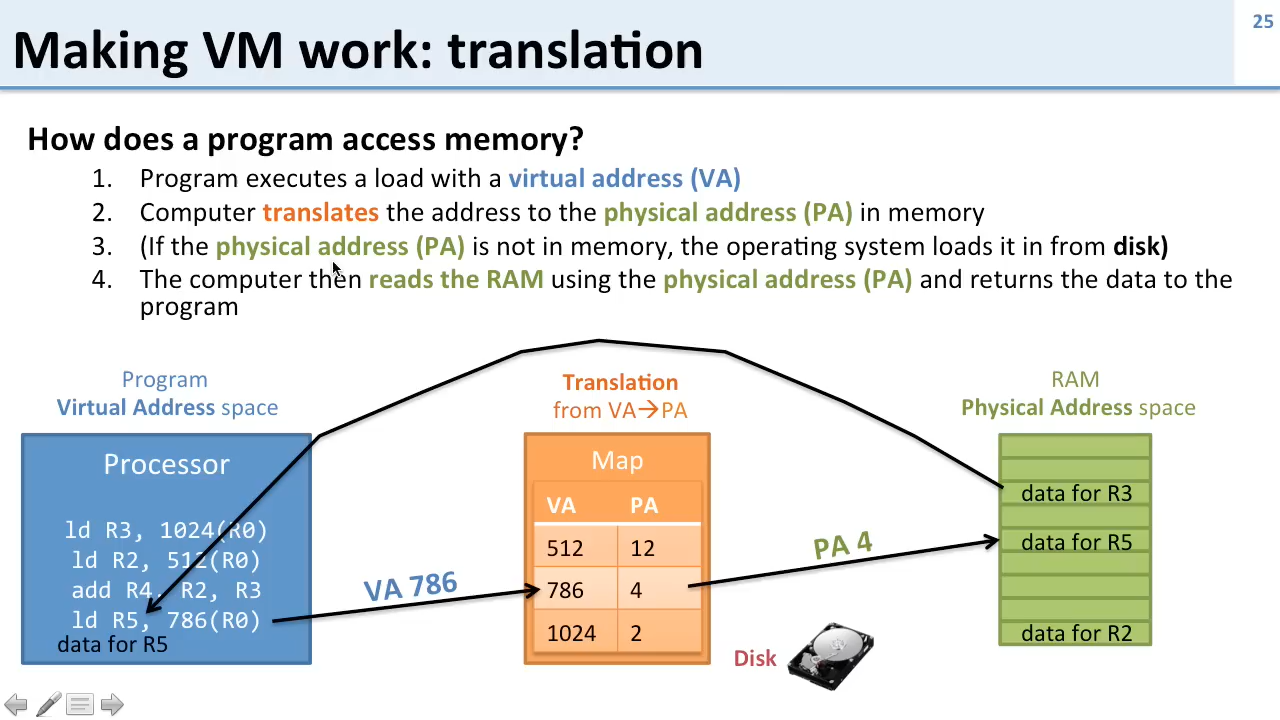 25
Making VM work: translation
How does a program access memory?
1. Program executes a load with a virtual address (VA)
2. Computer translates the address to the physical address (PA) in memory
3. (If the physical address (PA) is not in memory, the operating system loads it in from disk)
4. The computer then reads the RAM using the physical address (PA) and returns the data to the
program
Program
Virtual Address space
Processor
ld R3, 1024(R0)
ld R2, 512(R0)
add R4, R2, R3
ld R5, 786(R0)
data for R5
VA 786
Translation
from VA→PA
Map
VA PA
512 12
786 4
1024 2
PA 4
Disk
RAM
Physical Address space
data for R3
data for R5
data for R2